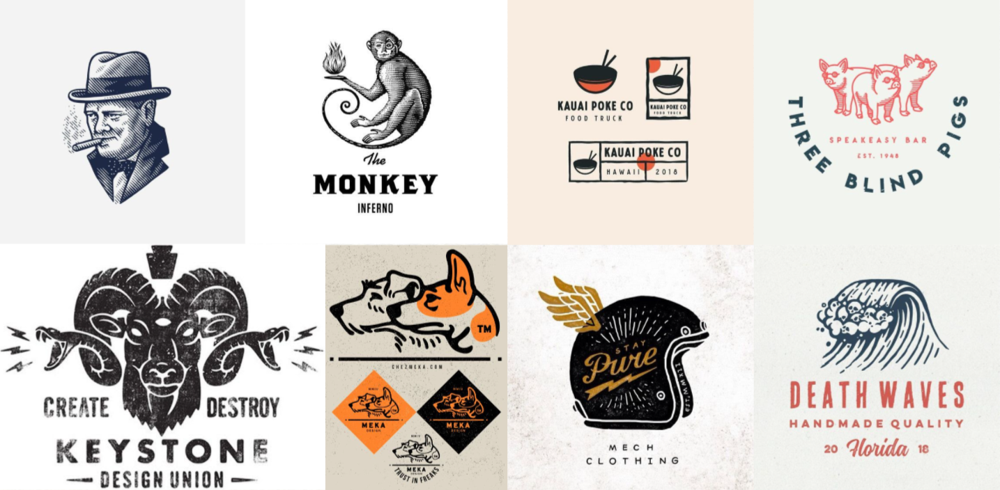 The
MONKEY
INFERNO
KAUAI POKE CO
FOOD TRUCK
KAUAI POKE CO
FOOD TRUCK
KAUAI POKE CO
HAWAII 2018
SPEAKEASY BAR
EST. 1948
THREE BLIND PIGS
CREATE DESTROY
KEYSTONE
DESIGN UNION
TM
CHEZMEKA.COM
MEKA
DESIGN
MEKA
DESIGN
MEKA
DESIGN
TRUST IN FREAKS
STAY
Pure
MECH
CLOTHING
DEATH WAVES
HANDMADE QUALITY
20 Florida 18